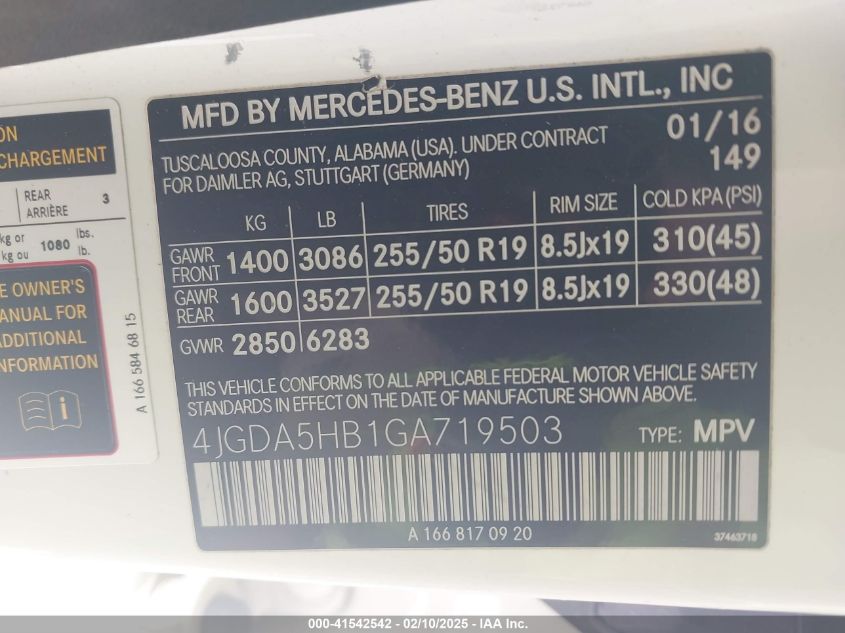 ON
CHARGEMENT
REAR
ARRIÈRE 3
kg or 1080 lbs.
kg ou lb.
E OWNER'S
ANUAL FOR
ADDITIONAL
INFORMATION
A 166 584 68 15
MFD BY MERCEDES-BENZ U.S. INTL., INC
TUSCALOOSA COUNTY, ALABAMA (USA). UNDER CONTRACT 01/16
FOR DAIMLER AG, STUTTGART (GERMANY) 149
KG LB TIRES RIM SIZE COLD KPA(PSI)
GAWR FRONT 1400 3086 255/50 R19 8.5Jx19 310(45)
GAWR REAR 1600 3527 255/50 R19 8.5Jx19 330(48)
GVWR 2850 6283
THIS VEHICLE CONFORMS TO ALL APPLICABLE FEDERAL MOTOR VEHICLE SAFETY
STANDARDS IN EFFECT ON THE DATE OF MANUFACTURE SHOWN ABOVE.
4JGDA5HB1GA719503 TYPE: MPV
A 166 817 09 20
37463718
000-41542542 - 02/10/2025 - IAA Inc.